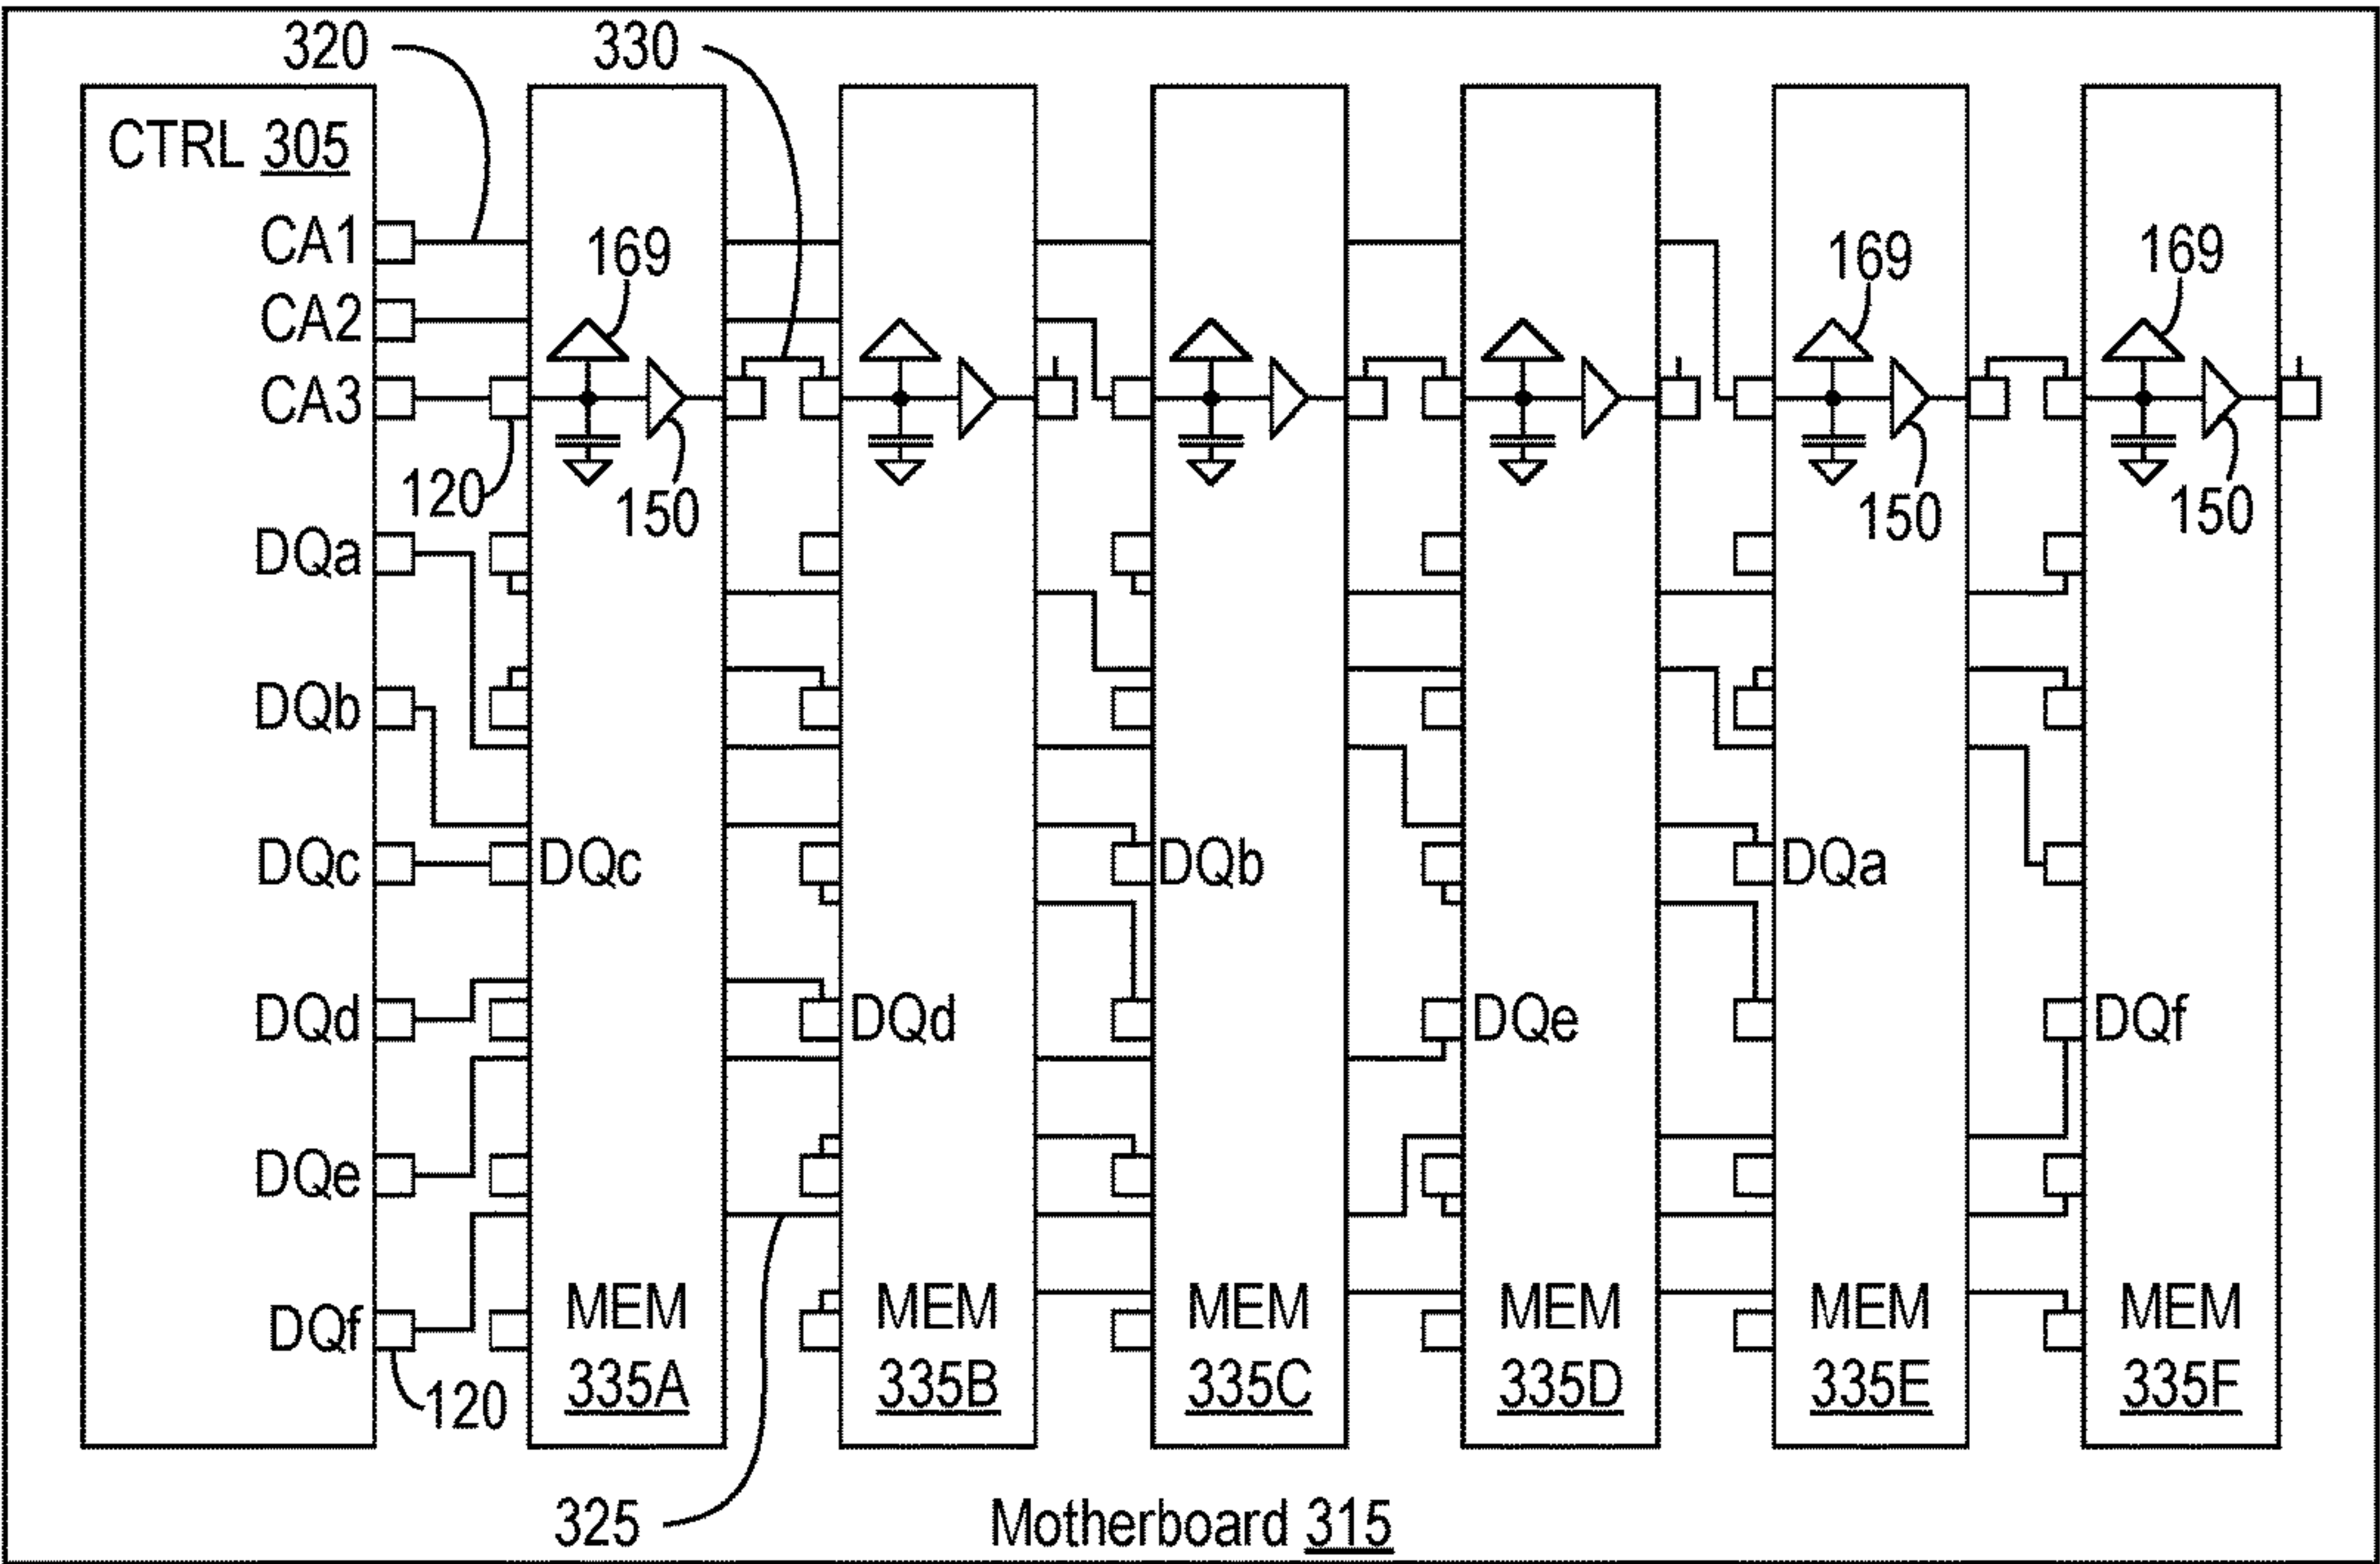 320
330
CTRL 305
CA1
169
169
169
CA2
CA3
120
150
150
150
DQa
DQb
DQc
DQc
DQb
DQa
DQd
DQd
DQe
DQf
DQe
DQf
120
MEM
335A
MEM
335B
MEM
335C
MEM
335D
MEM
335E
MEM
335F
325
Motherboard 315